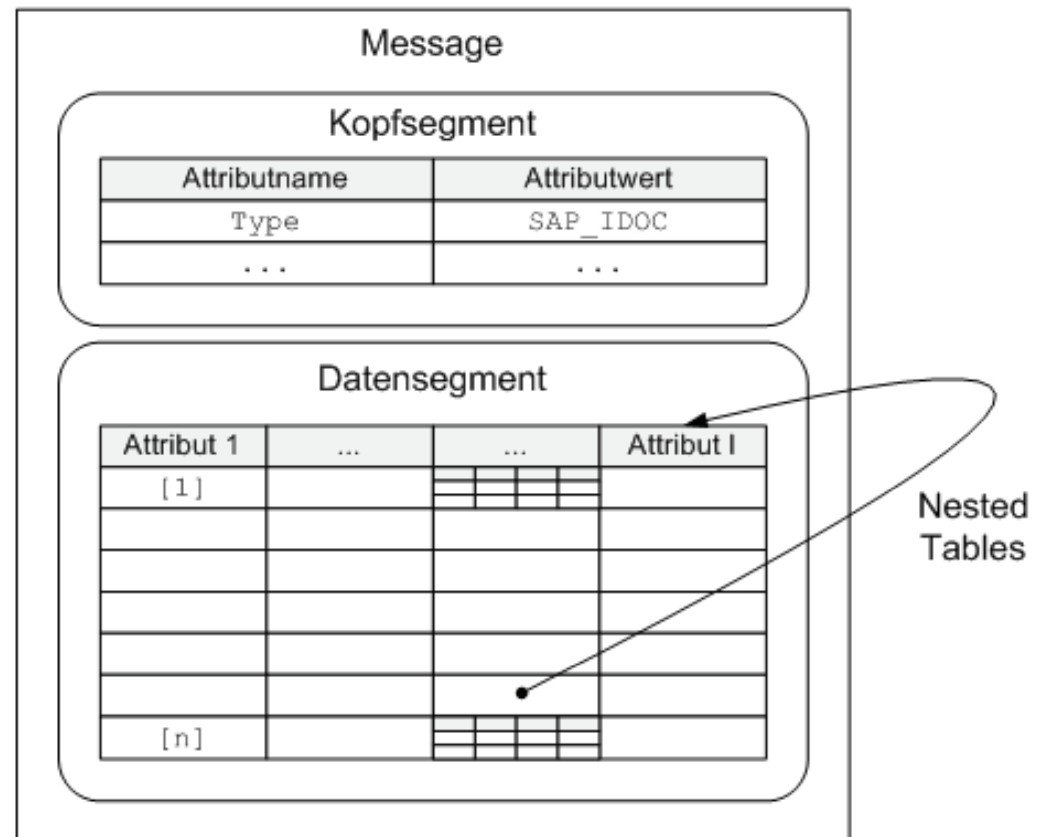 Message
Kopfsegment
Attributname Attributwert
Type SAP_IDOC
... ...
Datensegment
Attribut 1 ... ... Attribut I
[1]
Nested
Tables
[n]